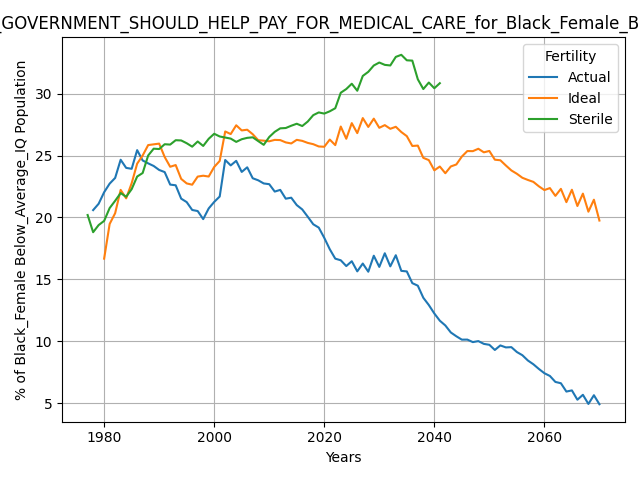 _GOVERNMENT_SHOULD_HELP_PAY_FOR_MEDICAL_CARE_for_Black_Female_B
% of Black_Female Below_Average_IQ Population
30
25
20
15
10
5
1980 2000 2020 2040 2060
Years
Fertility
Actual
Ideal
Sterile